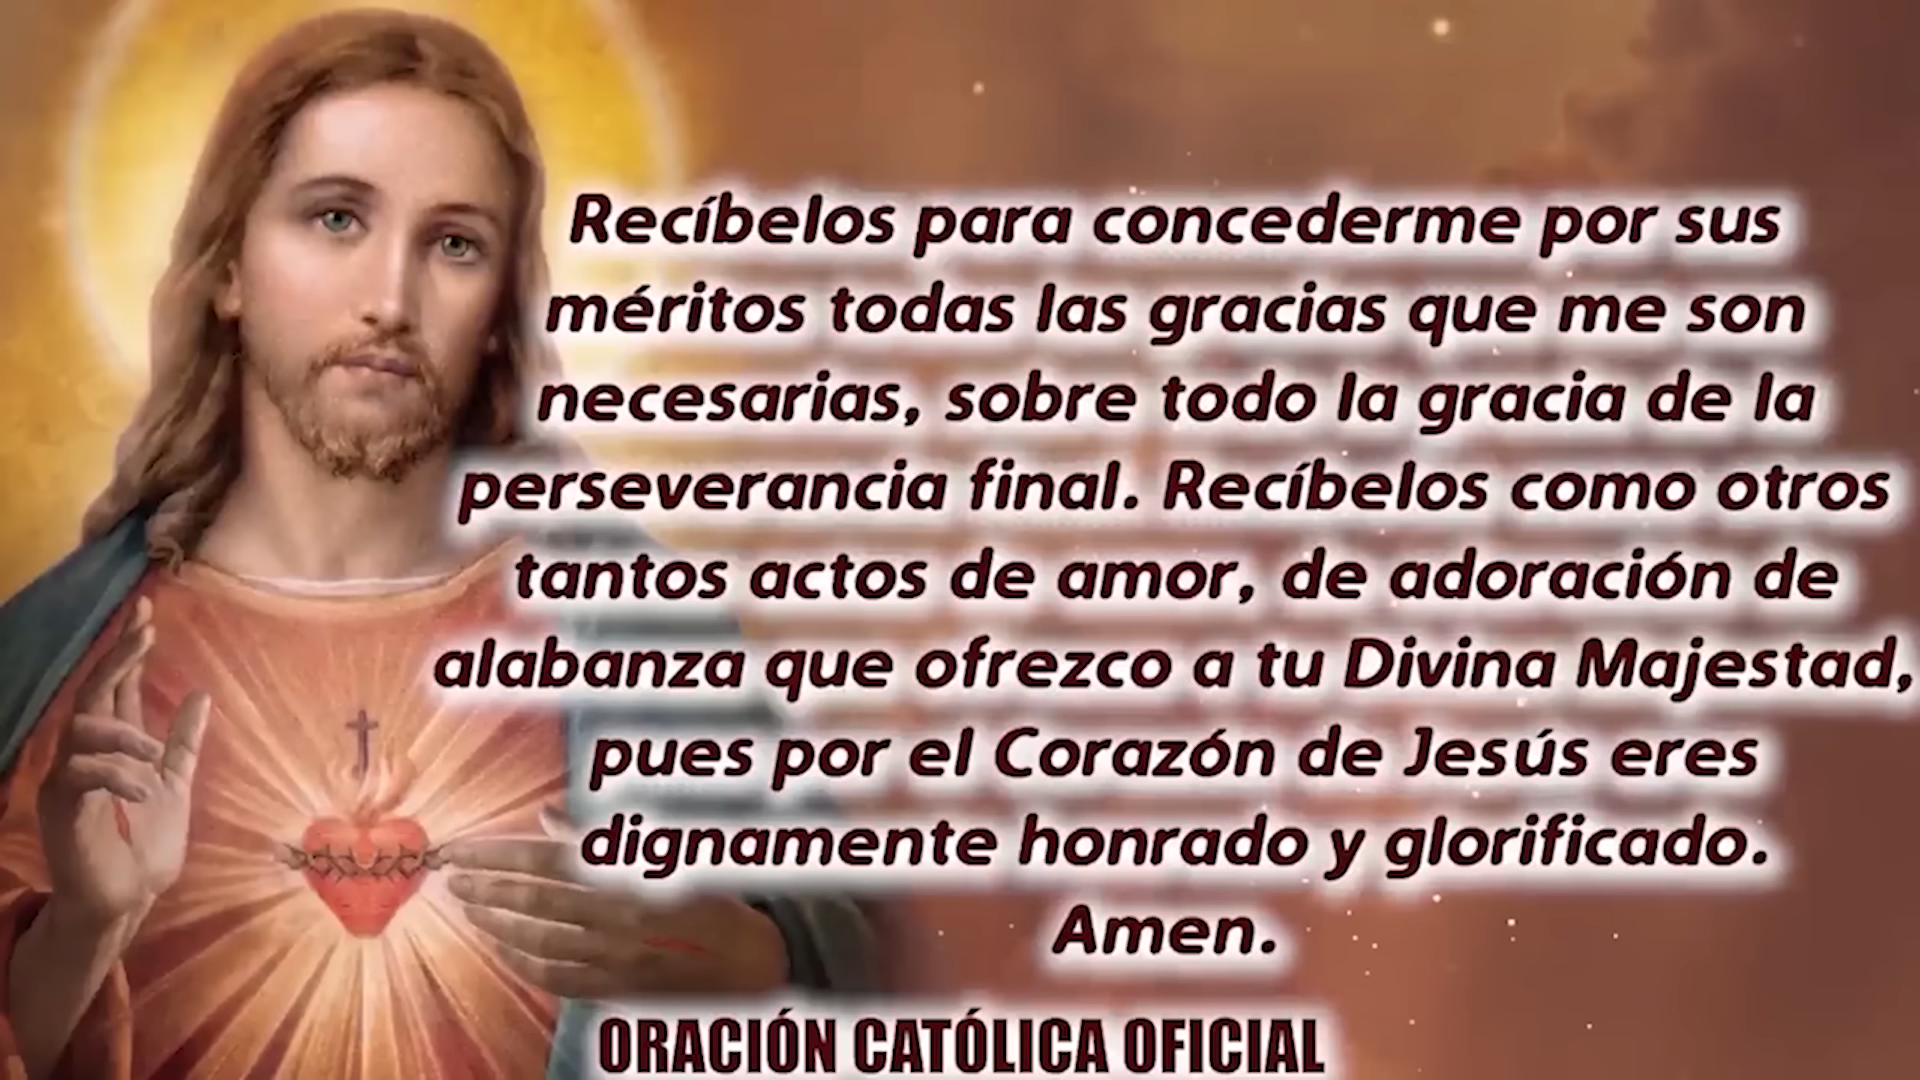 Recíbelos para concederme por sus
méritos todas las gracias que me son
necesarias, sobre todo la gracia de la
perseverancia final. Recíbelos como otros
tantos actos de amor, de adoración de
alabanza que ofrezco a tu Divina Majestad,
pues por el Corazón de Jesús eres
dignamente honrado y glorificado.
Amen.
ORACIÓN CATÓLICA OFICIAL